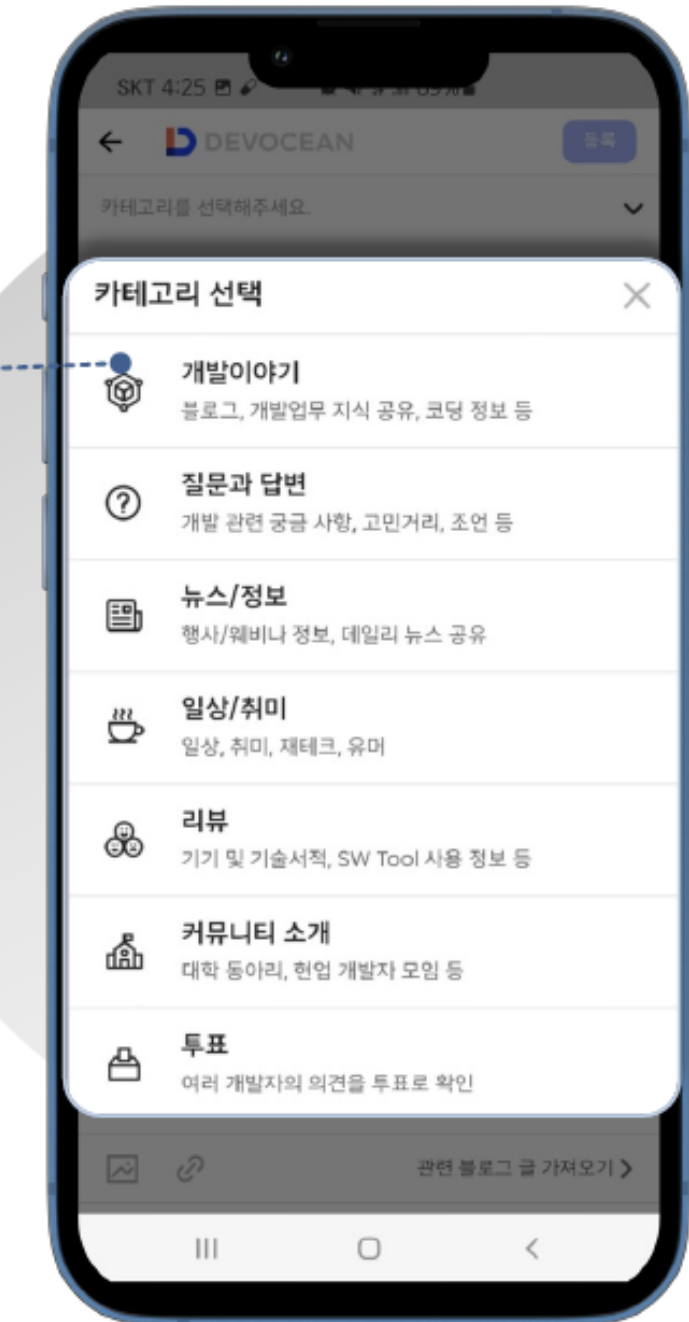 SKT 4:25
DEVOCEAN
등록
카테고리를 선택해주세요.
카테고리 선택
개발이야기
블로그, 개발업무 지식 공유, 코딩 정보 등
질문과 답변
개발 관련 궁금 사항, 고민거리, 조언 등
뉴스/정보
행사/웨비나 정보, 데일리 뉴스 공유
일상/취미
일상, 취미, 재테크, 유머
리뷰
기기 및 기술서적, SW Tool 사용 정보 등
커뮤니티 소개
대학 동아리, 현업 개발자 모임 등
투표
여러 개발자의 의견을 투표로 확인
관련 블로그 글 가져오기